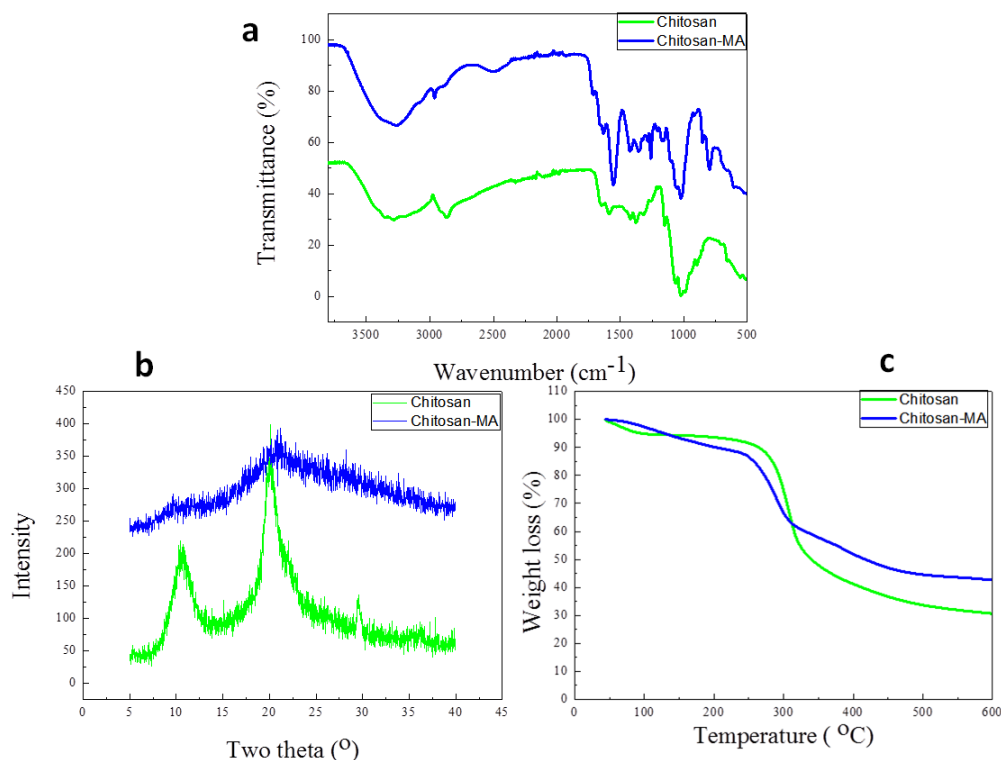 a
Chitosan
Chitosan-MA
100
80
60
40
20
0
Transmittance (%)
3500 3000 2500 2000 1500 1000 500
Wavenumber (cm-1)
b
Chitosan
Chitosan-MA
450
400
350
300
250
200
150
100
50
0
Intensity
0 5 10 15 20 25 30 35 40 45
Two theta (O)
c
Chitosan
Chitosan-MA
110
100
90
80
70
60
50
40
30
20
10
0
Weight loss (%)
0 100 200 300 400 500 600
Temperature ( OC)